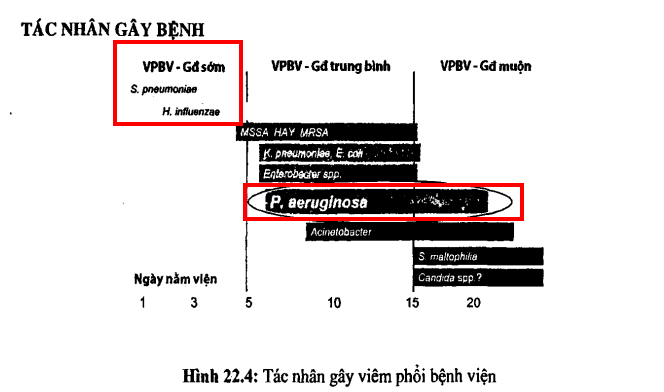 TÁC NHÂN GÂY BỆNH
VPBV - Gđ sớm VPBV - Gđ trung bình VPBV - Gđ muộn
S. pneumoniae
H. influenzae
MSSA HAY MRSA
K. pneumoniae, E. coli
Enterobacter spp.
P. aeruginosa
Acinetobacter
S. maltophilia
Candida spp.?
Ngày nằm viện
1 3 5 10 15 20
Hình 22.4: Tác nhân gây viêm phổi bệnh viện